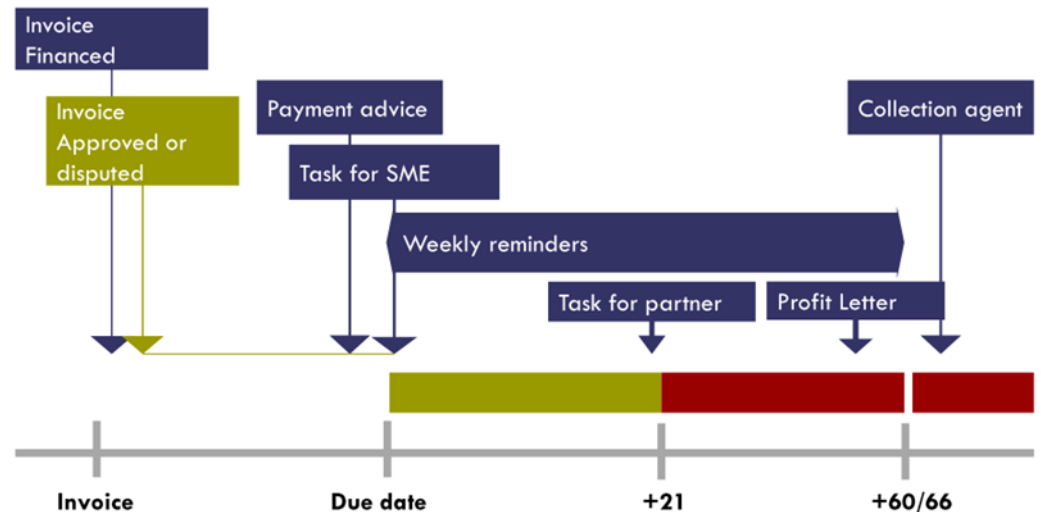 Invoice
Financed
Invoice
Approved or
disputed
Payment advice
Task for SME
Collection agent
Weekly reminders
Task for partner
Profit Letter
Invoice
Due date
+21
+60/66